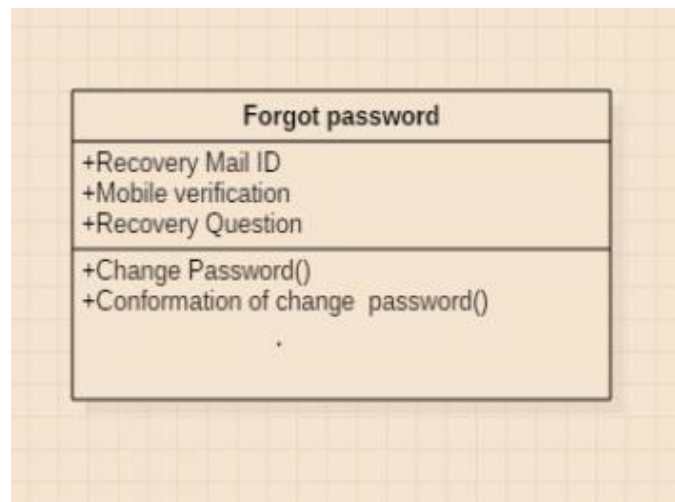 Forgot password
+Recovery Mail ID
+Mobile verification
+Recovery Question
+Change Password()
+Conformation of change password()